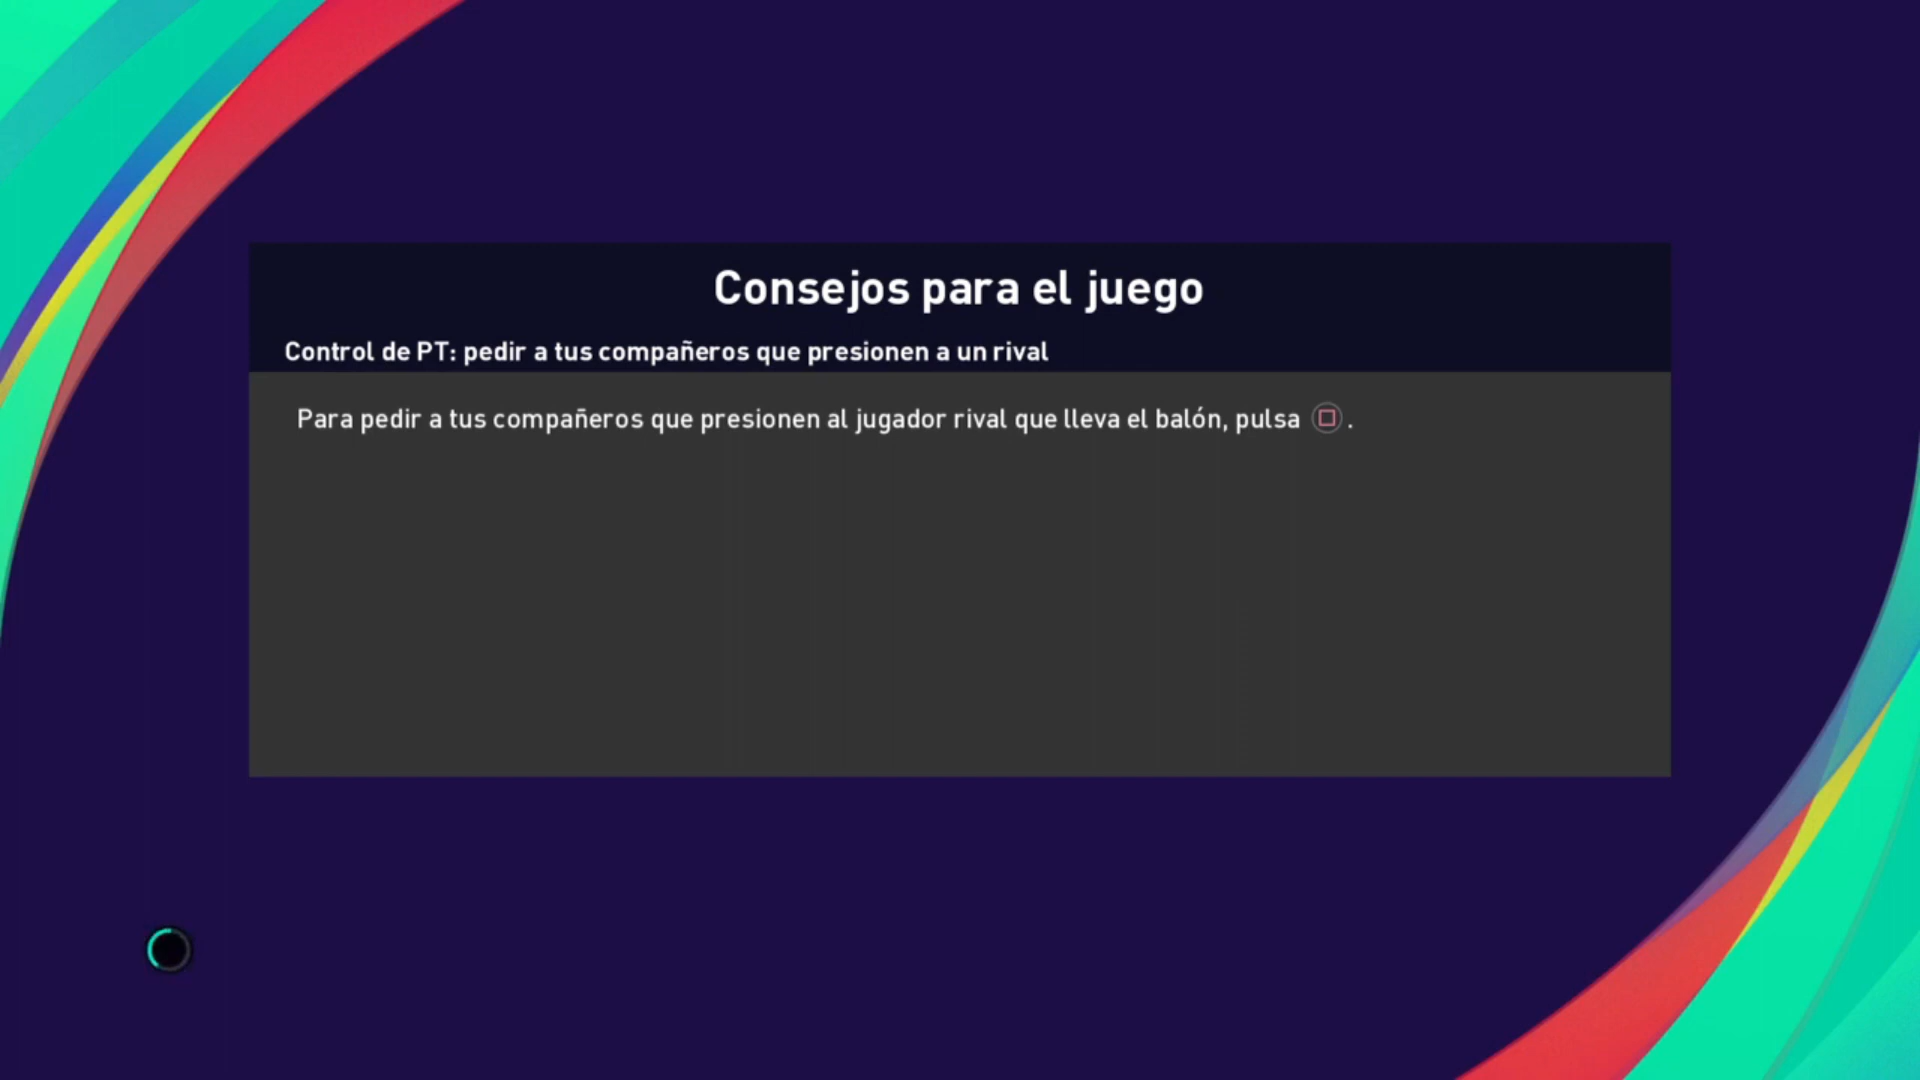 Consejos para el juego
Control de PT: pedir a tus compañeros que presionen a un rival
Para pedir a tus compañeros que presionen al jugador rival que lleva el balón, pulsa .